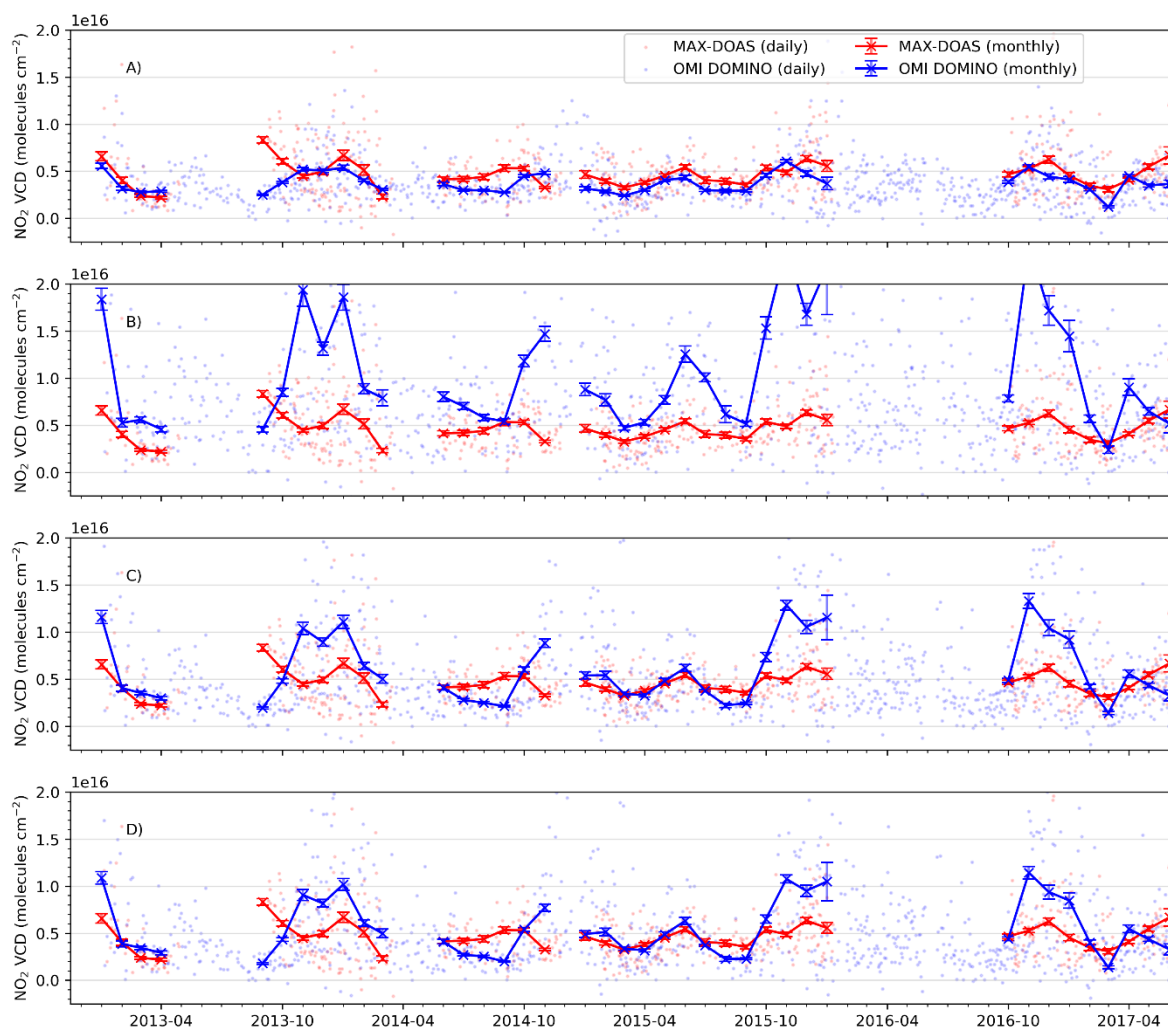 1e16
2.0
A)
MAX-DOAS (daily) MAX-DOAS (monthly)
OMI DOMINO (daily) OMI DOMINO (monthly)
1.5
1.0
0.5
0.0
NO₂ VCD (molecules cm⁻²)
1e16
2.0
B)
1.5
1.0
0.5
0.0
NO₂ VCD (molecules cm⁻²)
1e16
2.0
C)
1.5
1.0
0.5
0.0
NO₂ VCD (molecules cm⁻²)
1e16
2.0
D)
1.5
1.0
0.5
0.0
NO₂ VCD (molecules cm⁻²)
2013-04 2013-10 2014-04 2014-10 2015-04 2015-10 2016-04 2016-10 2017-04